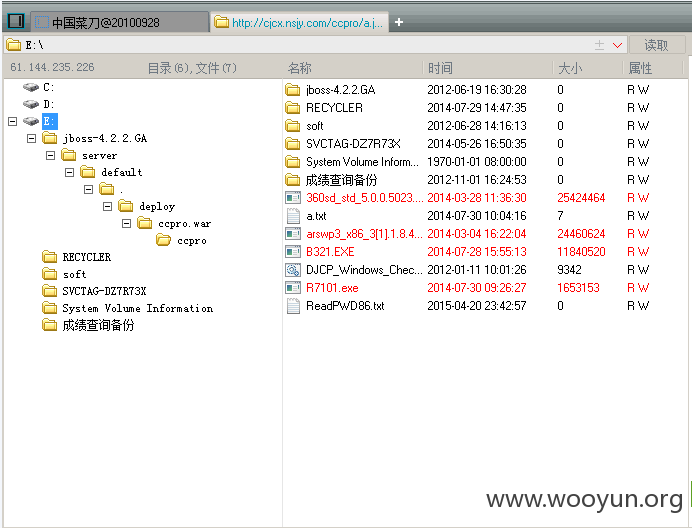 中国菜刀@20100928 http://cjcx.nsjy.com/ccpro/a.j... +
E:\ 读取
61.144.235.226 目录(6),文件(7) 名称 时间 大小 属性
C:
D:
E:
jboss-4.2.2.GA
server
default
.
deploy
ccpro.war
ccpro
RECYCLER
soft
SVCTAG-DZ7R73X
System Volume Information
成绩查询备份
jboss-4.2.2.GA 2012-06-19 16:30:28 0 R W
RECYCLER 2014-07-29 14:47:35 0 R W
soft 2012-06-28 14:16:13 0 R W
SVCTAG-DZ7R73X 2014-05-26 16:50:35 0 R W
System Volume Inform... 1970-01-01 08:00:00 0 R W
成绩查询备份 2012-11-01 16:24:53 0 R W
360sd_std_5.0.0.5023.... 2014-03-28 11:36:30 25424464 R W
a.txt 2014-07-30 10:04:16 7 R W
arswp3_x86_3[1].1.8.4... 2014-03-04 16:22:04 24460624 R W
B321.EXE 2014-07-28 15:55:13 11840520 R W
DJCP_Windows_Chec... 2012-01-11 10:01:26 9342 R W
R7101.exe 2014-07-30 09:26:27 1653153 R W
ReadPWD86.txt 2015-04-20 23:42:57 0 R W
www.wooyun.org